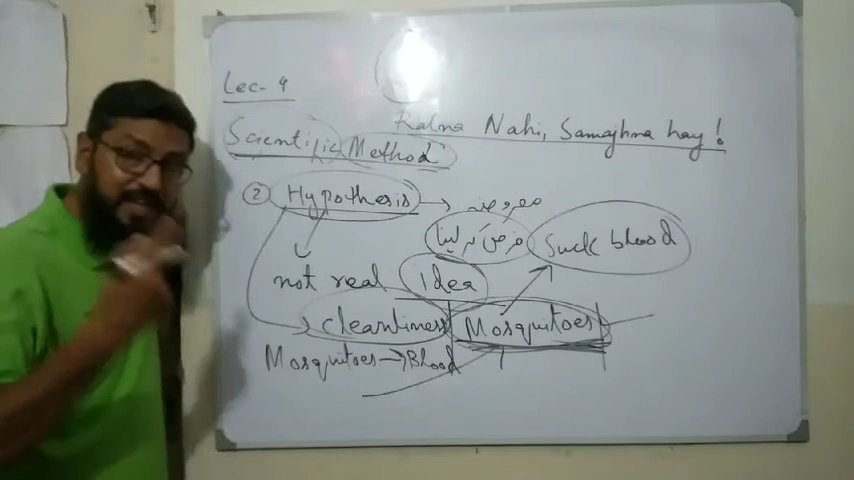 Lec-4
Ratna Nahi, Samajhna hay!
Scientific Method
② Hypothesis → مفروضہ
فرض کر لینا Suck blood
not real Idea
cleantiness Mosquitoes
Mosquitoes → Blood